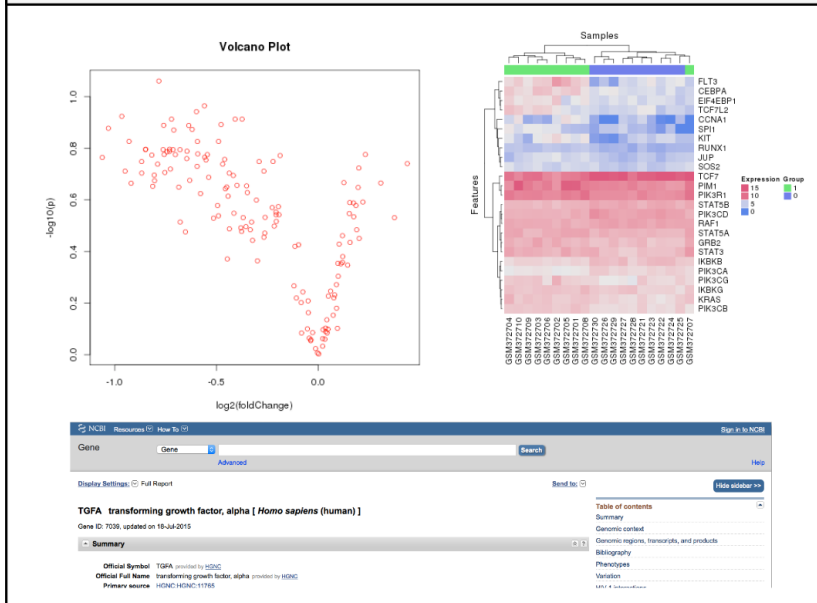 Volcano Plot
-log10(p)
1.0
0.8
0.6
0.4
0.2
0.0
-1.0
-0.5
0.0
log2(foldChange)
Samples
Features
FLT3
CEBPA
EIF4EBP1
TCF7L2
CCNA1
SPI1
KIT
RUNX1
JUP
SOS2
TCF7
PIM1
PIK3R1
STAT5B
PIK3CD
RAF1
STAT5A
GRB2
STAT3
IKBKB
PIK3CA
PIK3CG
IKBKG
KRAS
PIK3CB
Expression Group
15 1
10 0
5
0
GSM372704
GSM372710
GSM372709
GSM372703
GSM372706
GSM372702
GSM372705
GSM372701
GSM372708
GSM372730
GSM372726
GSM372729
GSM372727
GSM372728
GSM372721
GSM372723
GSM372722
GSM372724
GSM372725
GSM372707
NCBI Resources How To Sign in to NCBI
Gene Gene Search
Advanced Help
Display Settings: Full Report Send to: Hide sidebar >>
TGFA transforming growth factor, alpha [ Homo sapiens (human) ]
Gene ID: 7039, updated on 18-Jul-2015
Summary
Official Symbol TGFA provided by HGNC
Official Full Name transforming growth factor, alpha provided by HGNC
Primary source HGNC:HGNC:11765
Table of contents
Summary
Genomic context
Genomic regions, transcripts, and products
Bibliography
Phenotypes
Variation